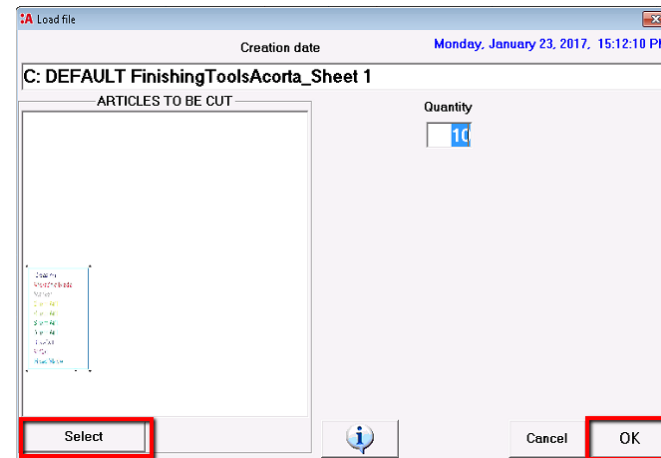 :A Load file
Creation date
Monday, January 23, 2017, 15:12:10 P
C: DEFAULT FinishingToolsAcorta_Sheet 1
ARTICLES TO BE CUT
Quantity
10
Select
Cancel
OK